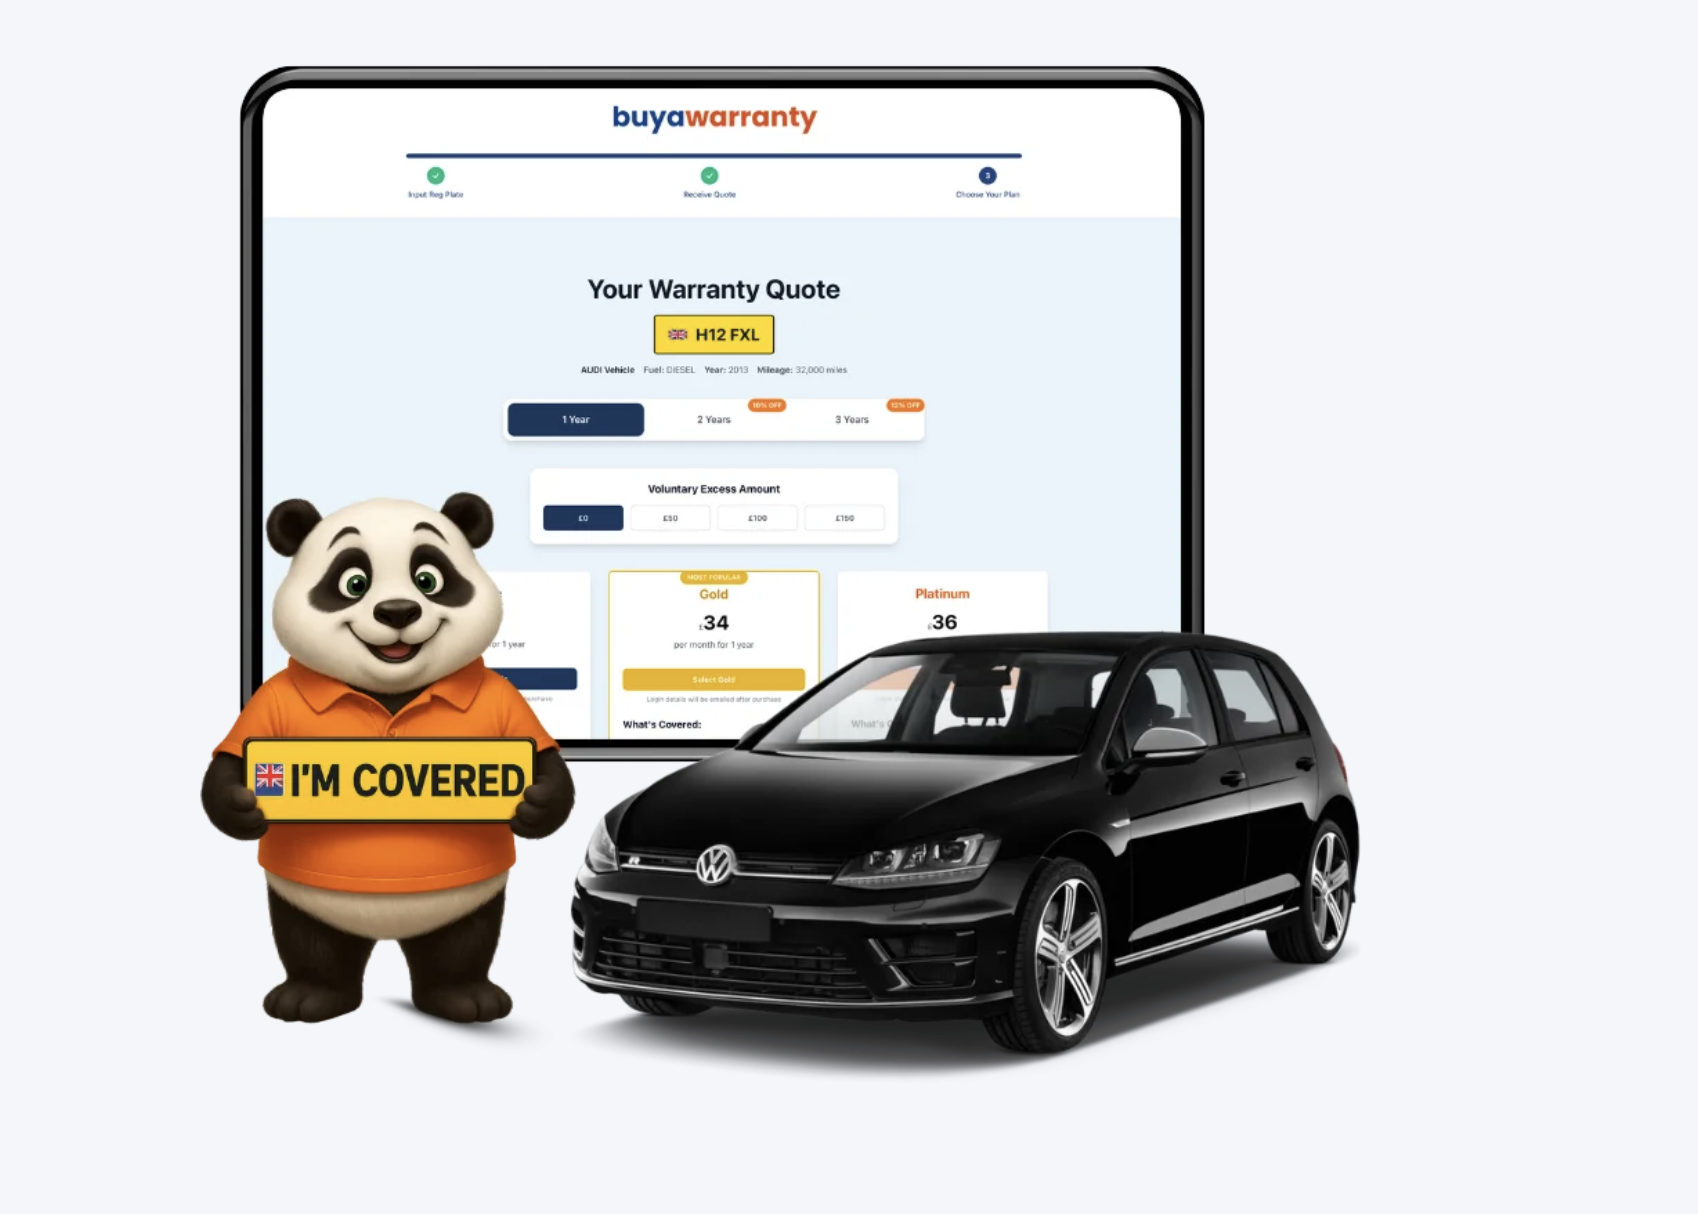 buyawarranty
Input Reg Plate
Receive Quote
3
Choose Your Plan
Your Warranty Quote
H12 FXL
AUDI Vehicle Fuel: DIESEL Year: 2013 Mileage: 32,000 miles
1 Year
2 Years
10% OFF
3 Years
Voluntary Excess Amount
£0
£50
£100
£150
for 1 year
purchase
MOST POPULAR
Gold
£34
per month for 1 year
Select Gold
Login details will be emailed after purchase
What's Covered:
Platinum
£36
What's
I'M COVERED
VW
R